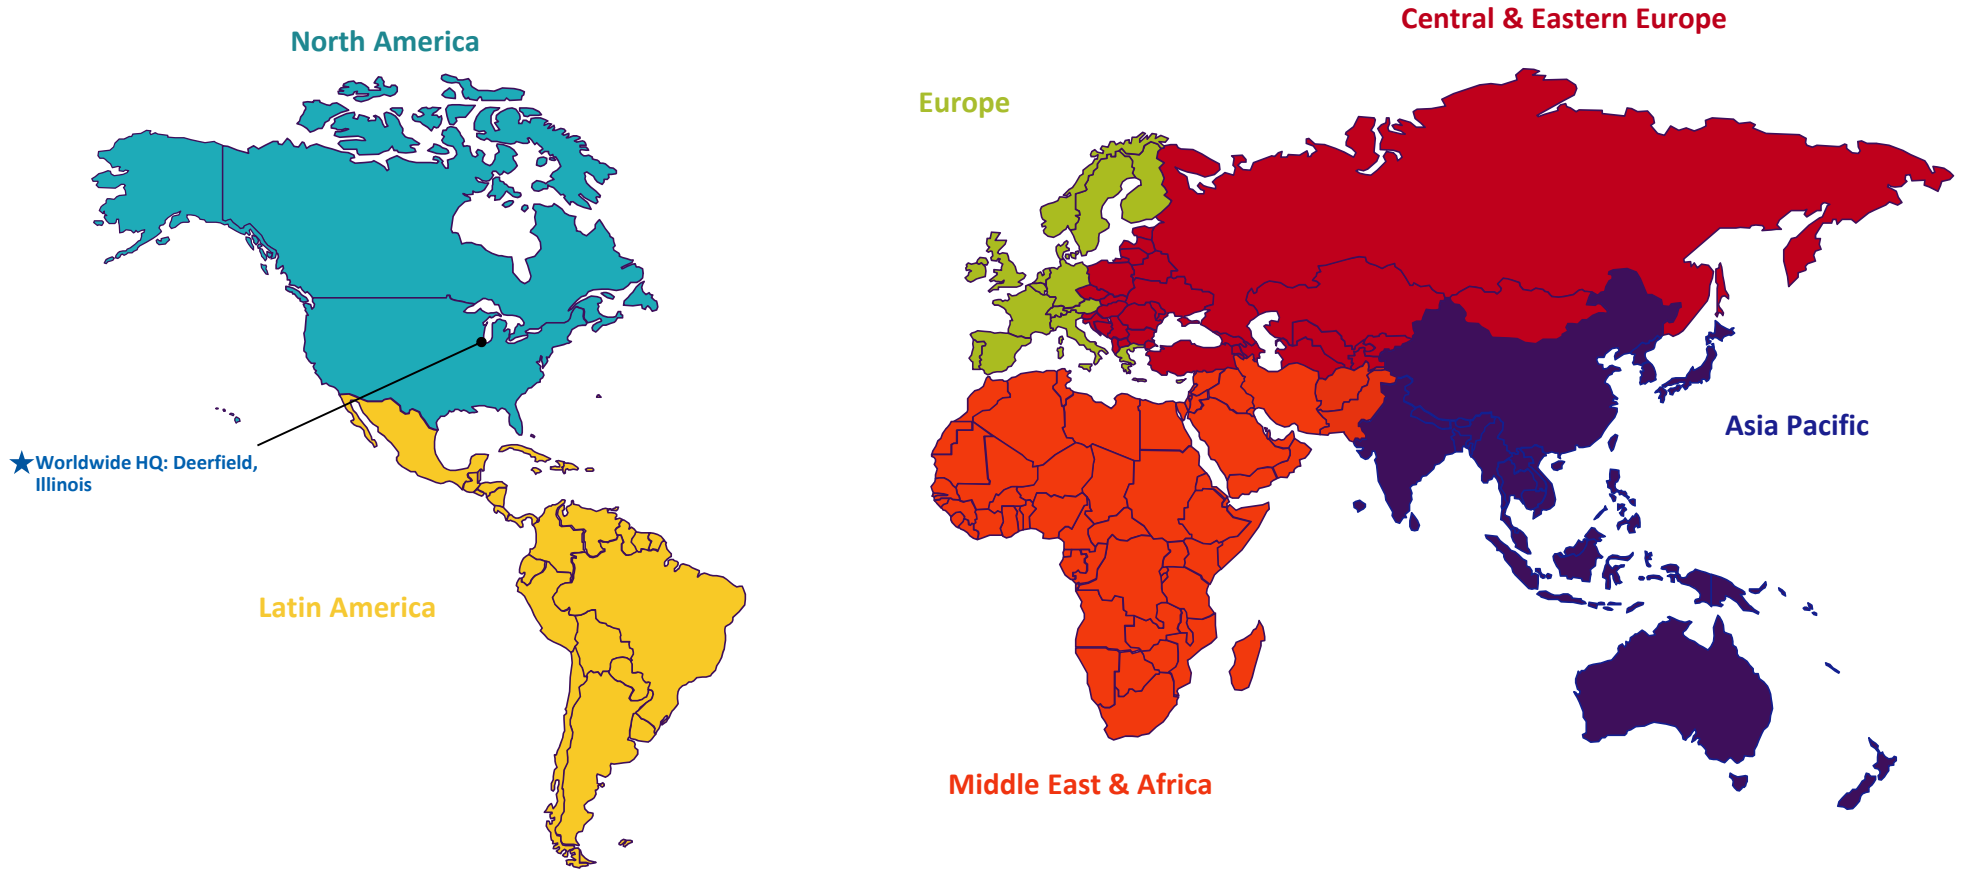 Central & Eastern Europe
North America
Europe
Asia Pacific
Worldwide HQ: Deerfield,
Illinois
Latin America
Middle East & Africa